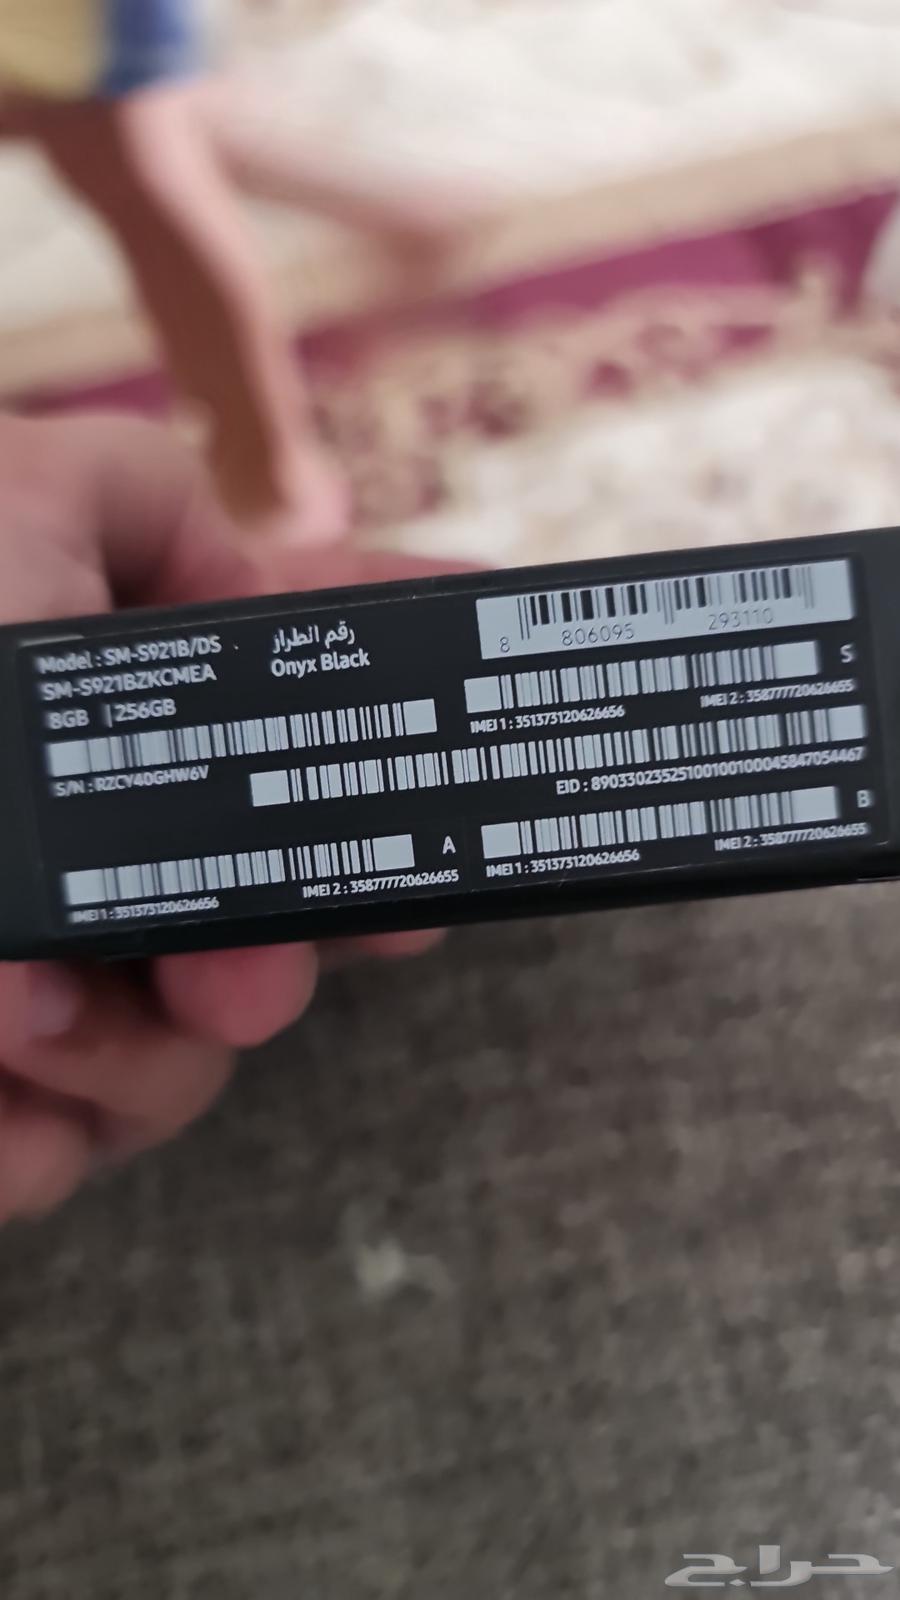 Model : SM-S921B/DS
رقم الطراز
SM-S921BZKCMEA
Onyx Black
8GB | 256GB
S/N : RZCY40GHW6V
8 806095 293110
S
IMEI 1 : 351373120626656
IMEI 2 : 358777720626655
EID : 89033023525100100100045847054467
A
IMEI 1 : 351373120626656
IMEI 2 : 358777720626655
B
IMEI 1 : 351373120626656
IMEI 2 : 358777720626655
حراج